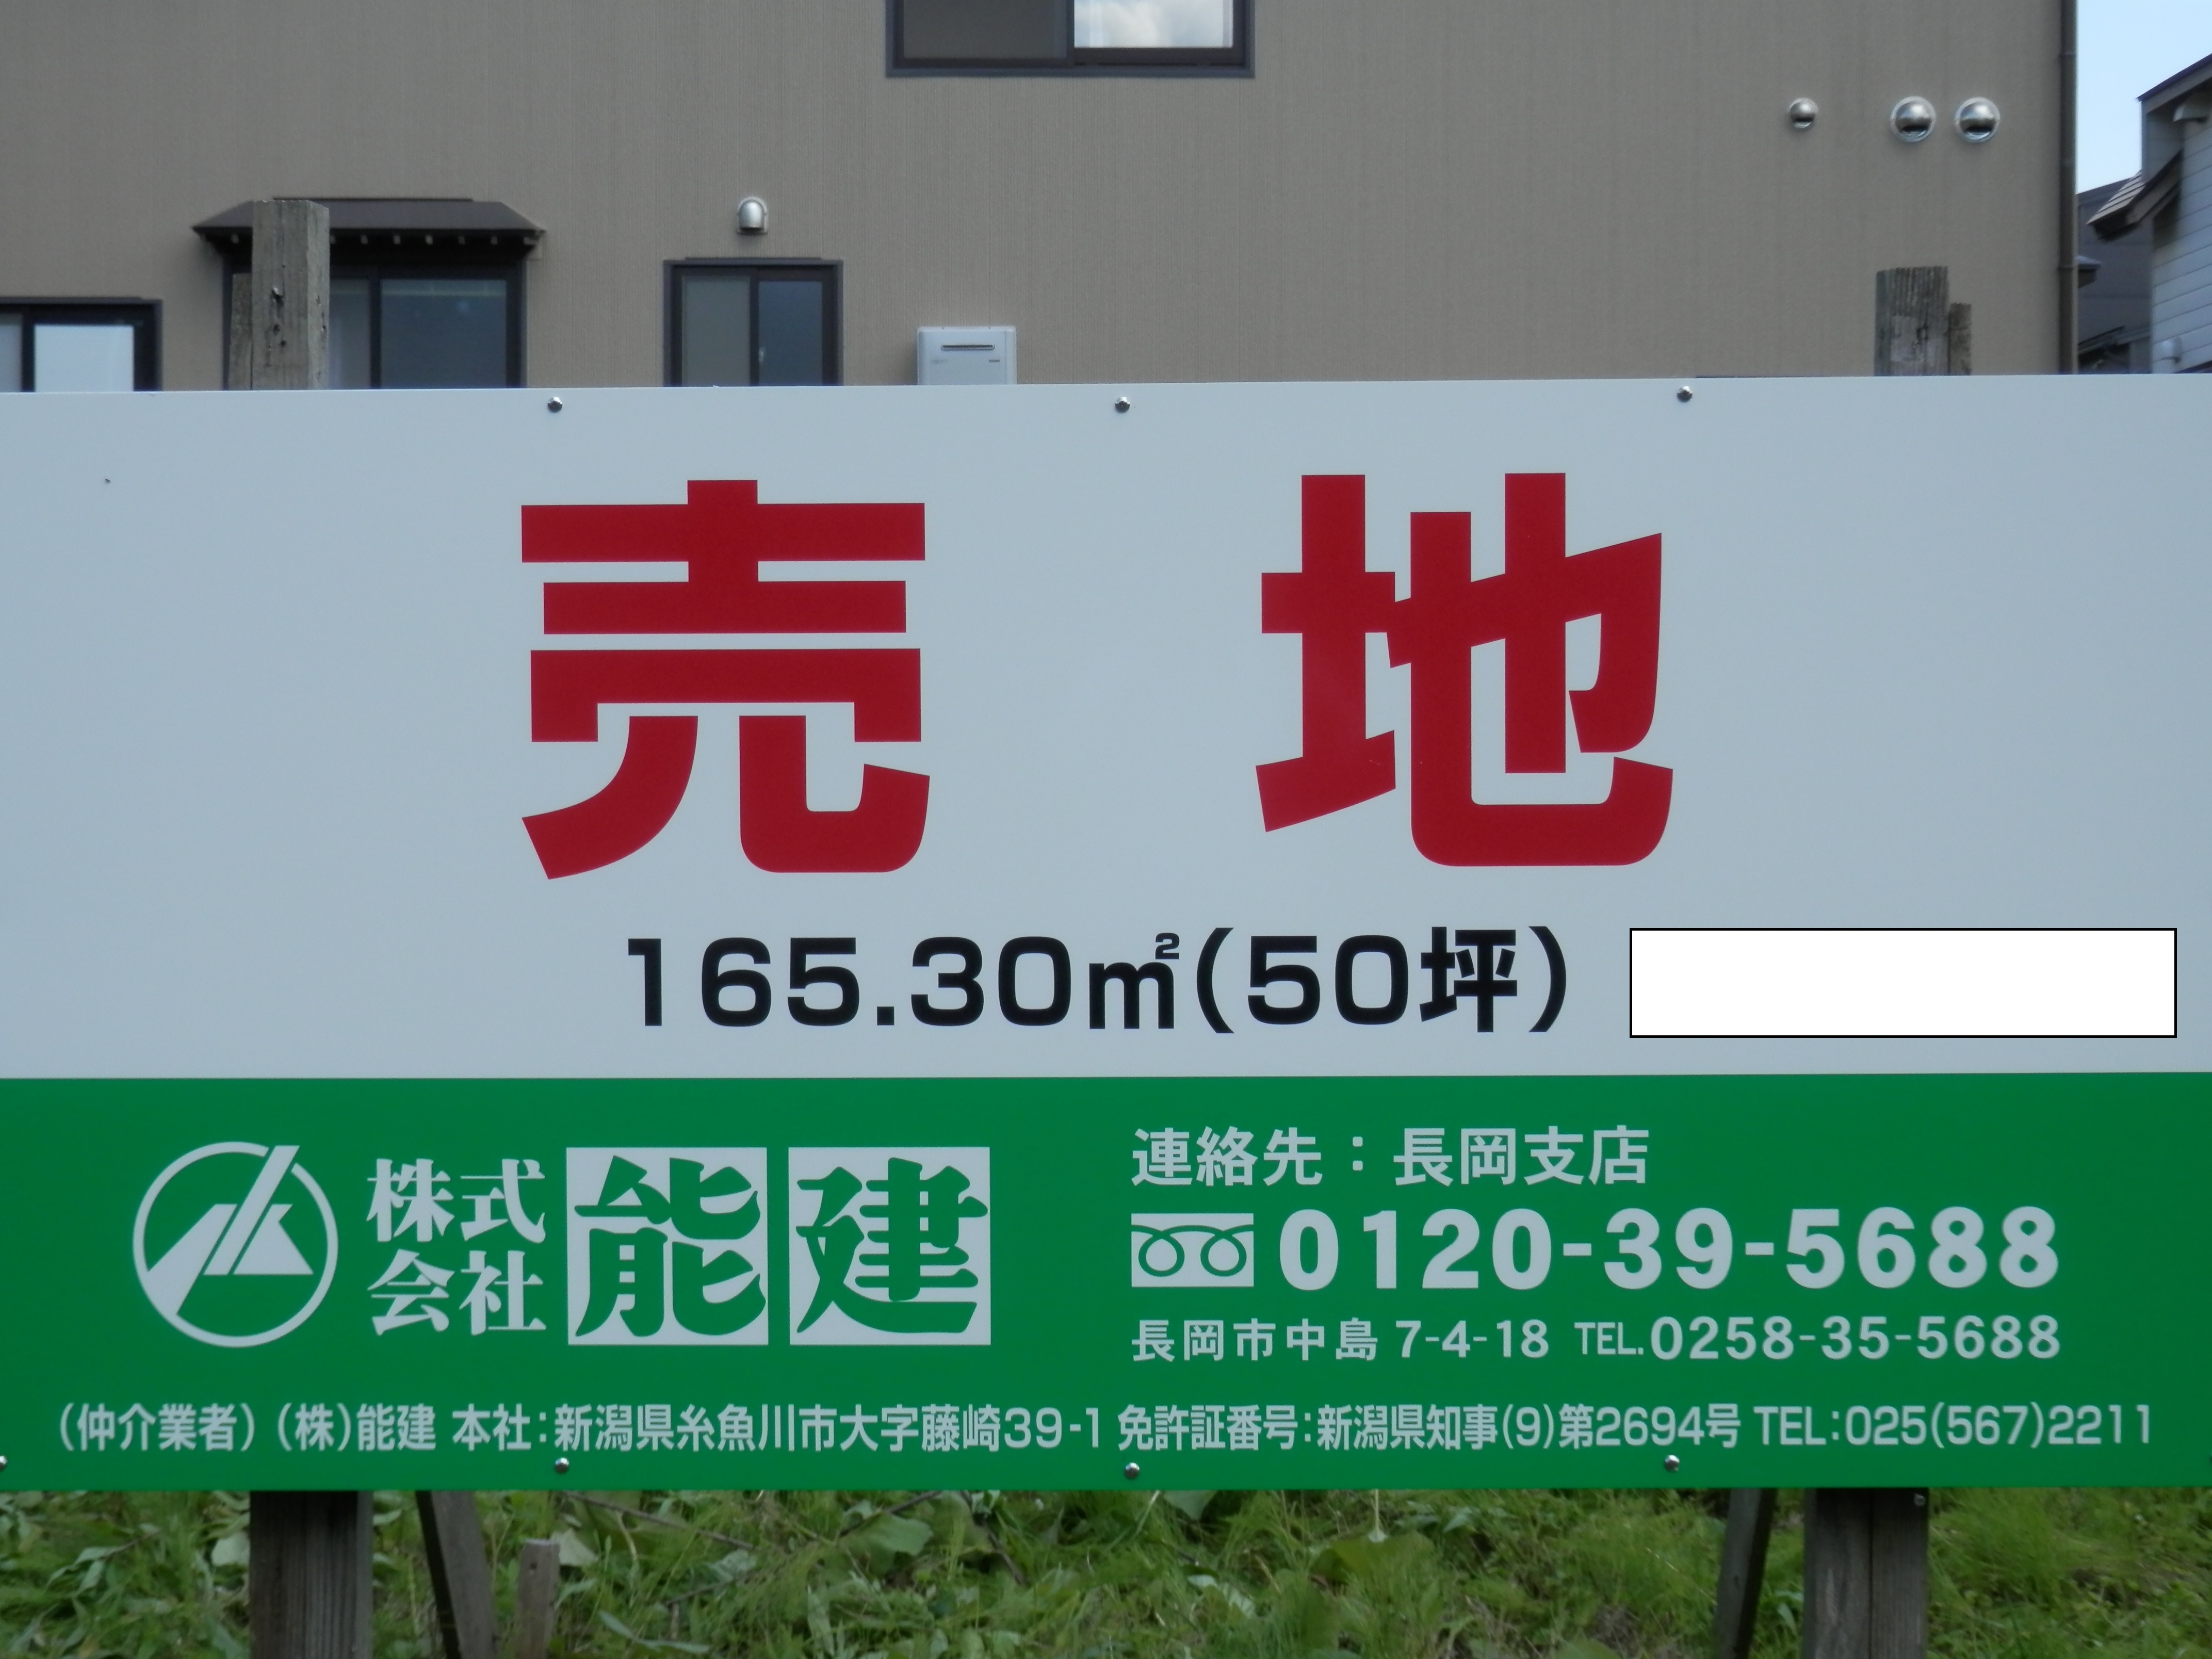 売地
165.30㎡(50坪)
株式会社 能建
連絡先：長岡支店
0120-39-5688
長岡市中島 7-4-18 TEL.0258-35-5688
(仲介業者) (株)能建 本社:新潟県糸魚川市大字藤崎39-1 免許証番号:新潟県知事(9)第2694号 TEL:025(567)2211